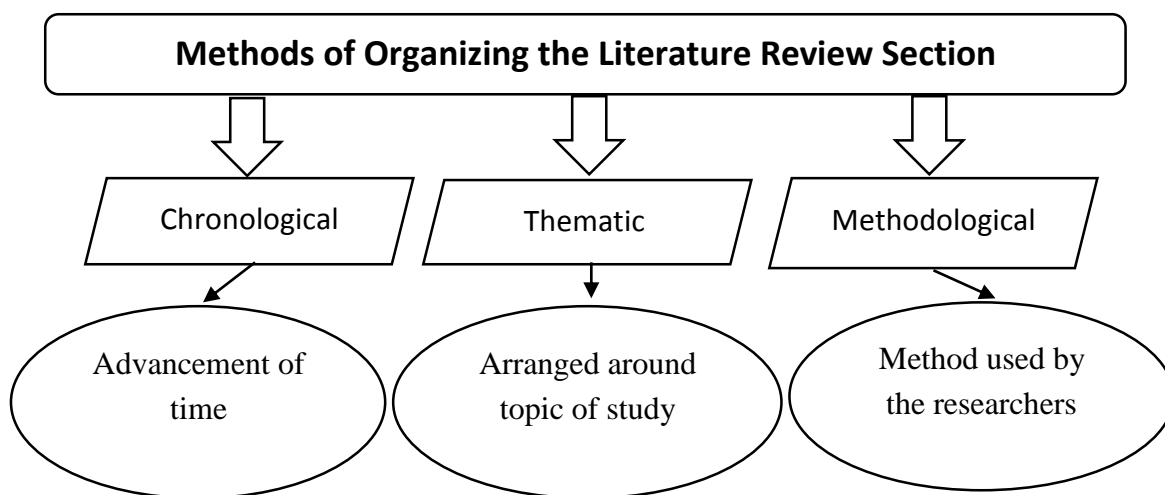 Methods of Organizing the Literature Review Section
Chronological
Thematic
Methodological
Advancement of
time
Arranged around
topic of study
Method used by
the researchers